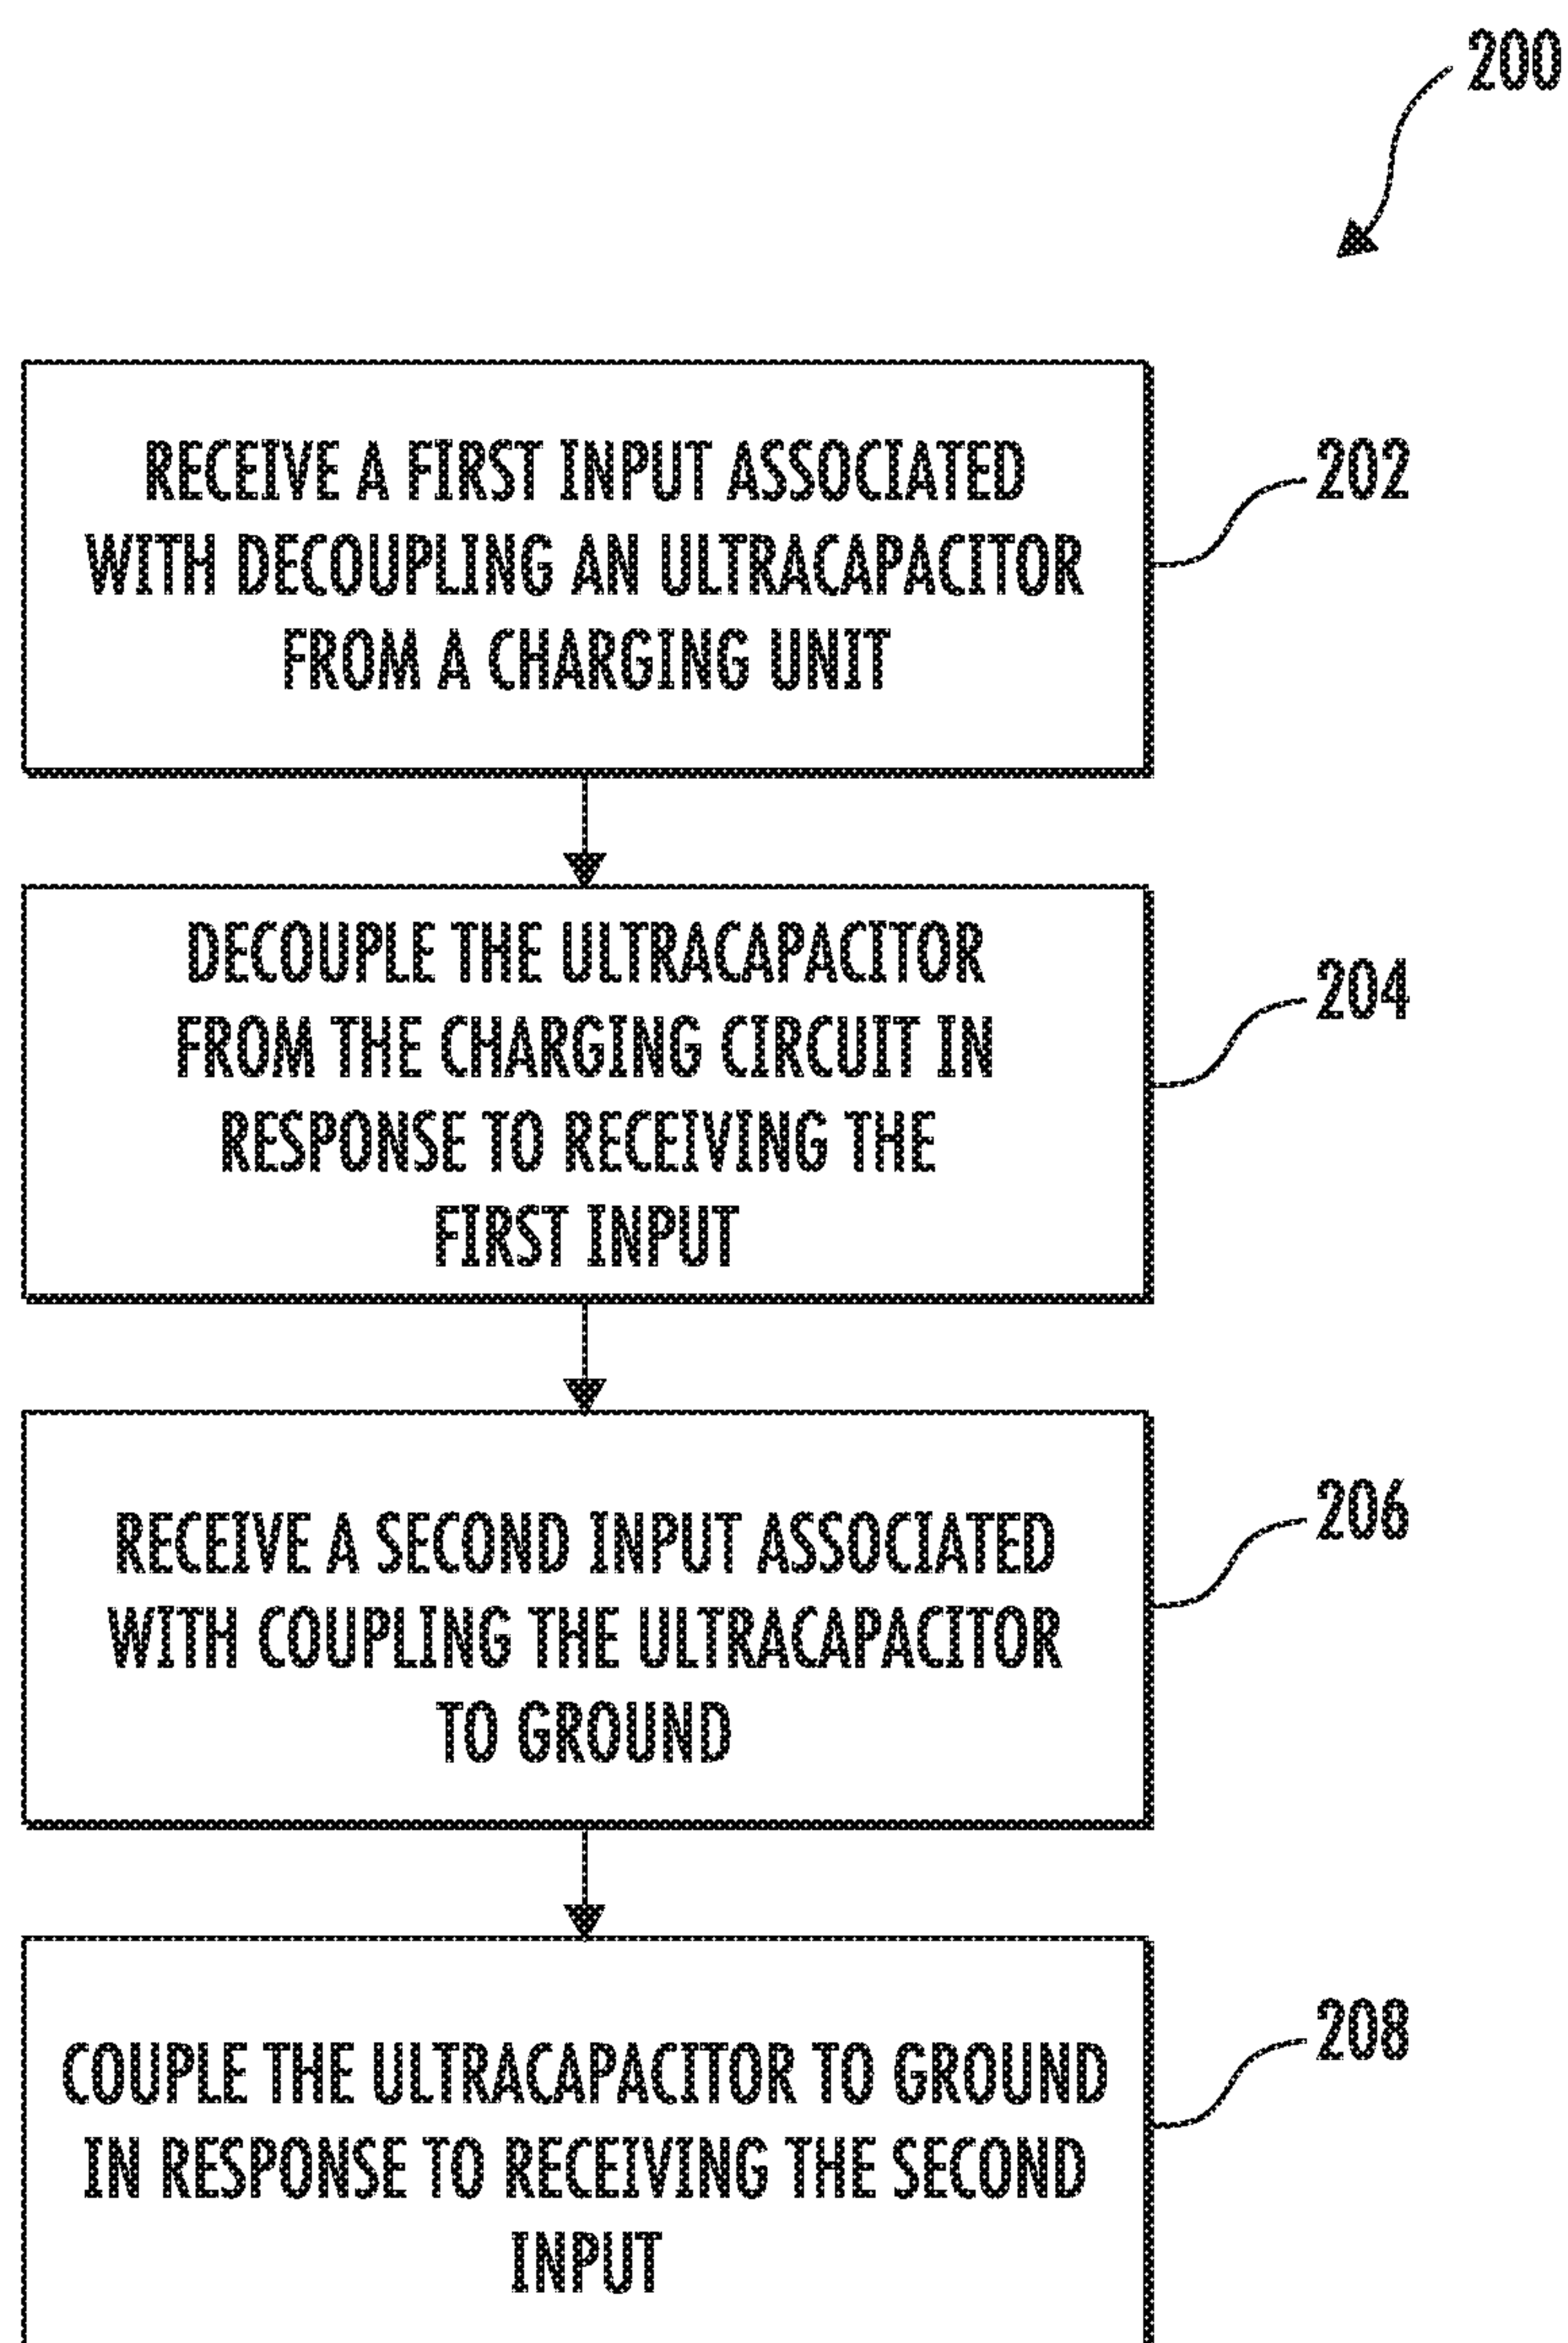 200
RECEIVE A FIRST INPUT ASSOCIATED
WITH DECOUPLING AN ULTRACAPACITOR
FROM A CHARGING UNIT
202
DECOUPLE THE ULTRACAPACITOR
FROM THE CHARGING CIRCUIT IN
RESPONSE TO RECEIVING THE
FIRST INPUT
204
RECEIVE A SECOND INPUT ASSOCIATED
WITH COUPLING THE ULTRACAPACITOR
TO GROUND
206
COUPLE THE ULTRACAPACITOR TO GROUND
IN RESPONSE TO RECEIVING THE SECOND
INPUT
208